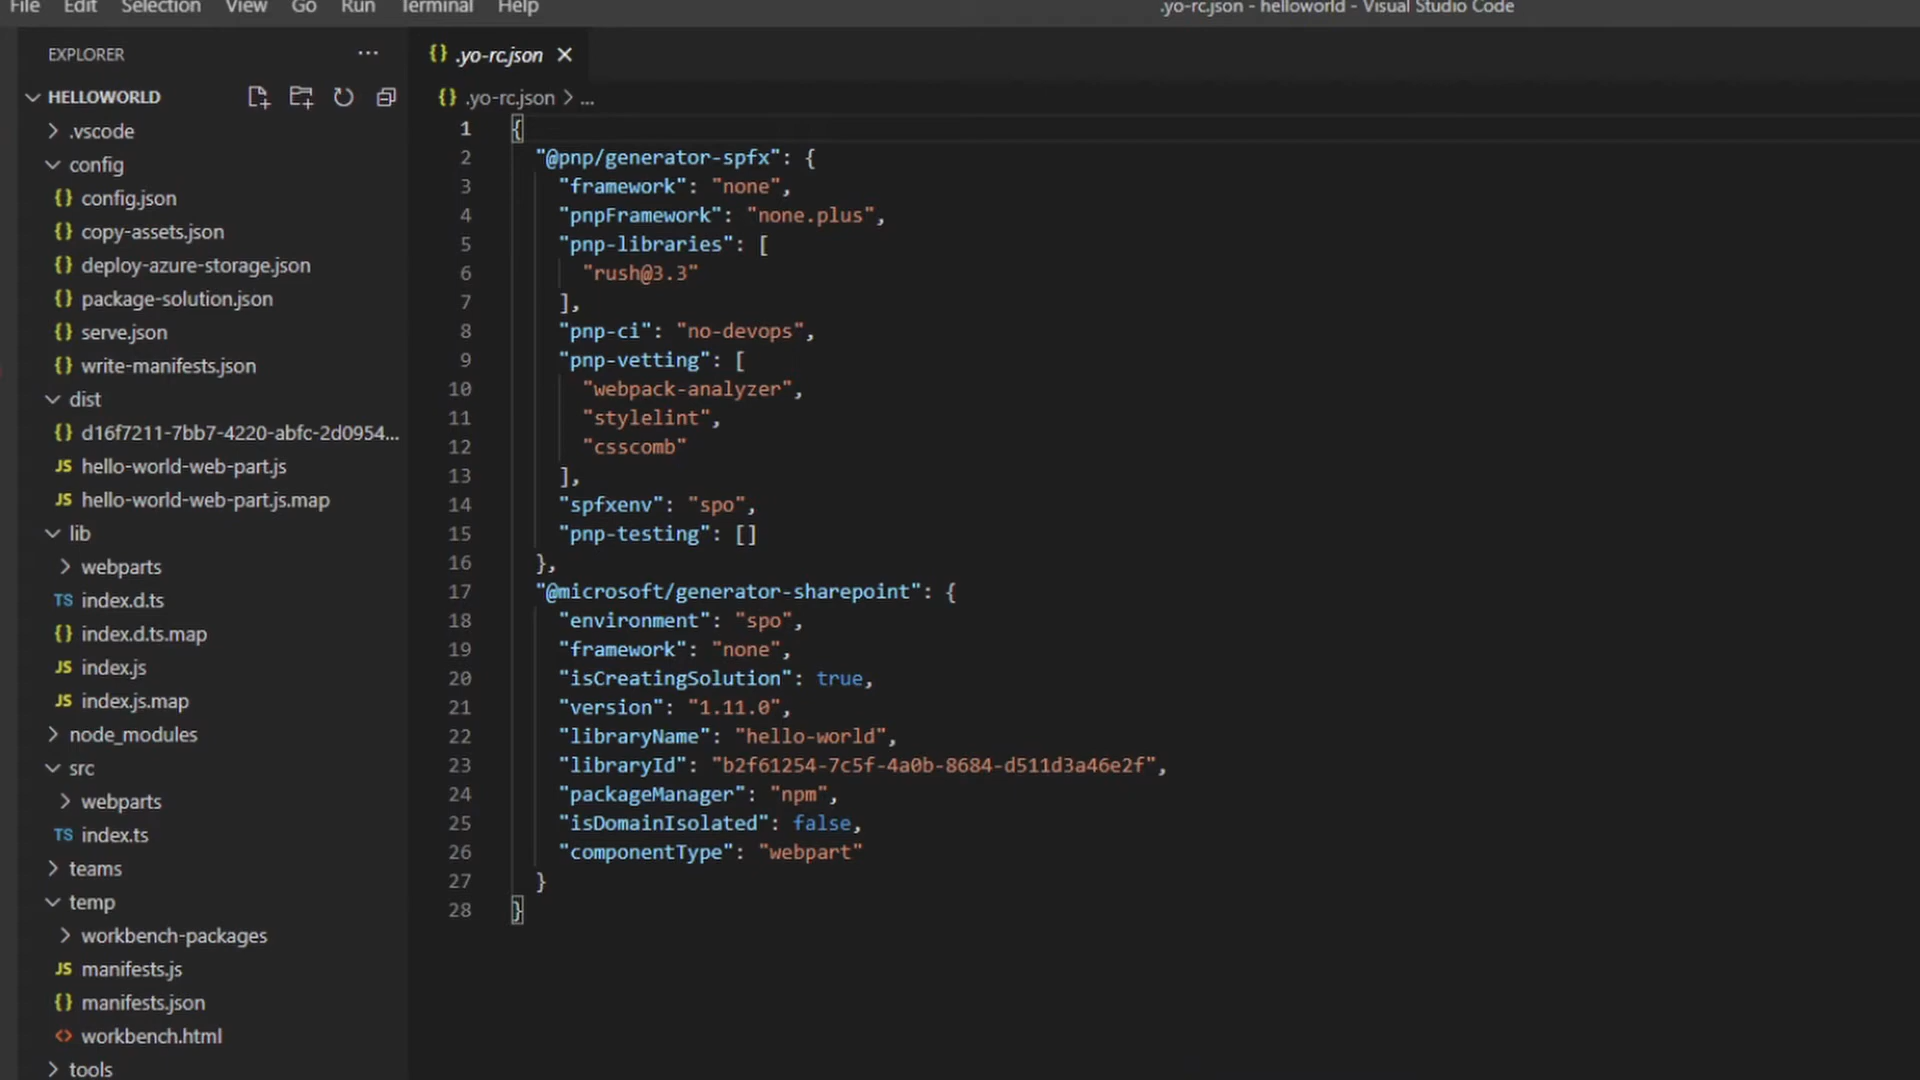 File Edit Selection View Go Run Terminal Help
.yo-rc.json - helloworld - Visual Studio Code
EXPLORER ...
HELLOWORLD
.vscode
config
{} config.json
{} copy-assets.json
{} deploy-azure-storage.json
{} package-solution.json
{} serve.json
{} write-manifests.json
dist
{} d16f7211-7bb7-4220-abfc-2d0954...
JS hello-world-web-part.js
JS hello-world-web-part.js.map
lib
webparts
TS index.d.ts
{} index.d.ts.map
JS index.js
JS index.js.map
node_modules
src
webparts
TS index.ts
teams
temp
workbench-packages
JS manifests.js
{} manifests.json
<> workbench.html
tools
{} .yo-rc.json
{} .yo-rc.json > ...
1 {
2 "@pnp/generator-spfx": {
3 "framework": "none",
4 "pnpFramework": "none.plus",
5 "pnp-libraries": [
6 "rush@3.3"
7 ],
8 "pnp-ci": "no-devops",
9 "pnp-vetting": [
10 "webpack-analyzer",
11 "stylelint",
12 "csscomb"
13 ],
14 "spfxenv": "spo",
15 "pnp-testing": []
16 },
17 "@microsoft/generator-sharepoint": {
18 "environment": "spo",
19 "framework": "none",
20 "isCreatingSolution": true,
21 "version": "1.11.0",
22 "libraryName": "hello-world",
23 "libraryId": "b2f61254-7c5f-4a0b-8684-d511d3a46e2f",
24 "packageManager": "npm",
25 "isDomainIsolated": false,
26 "componentType": "webpart"
27 }
28 }